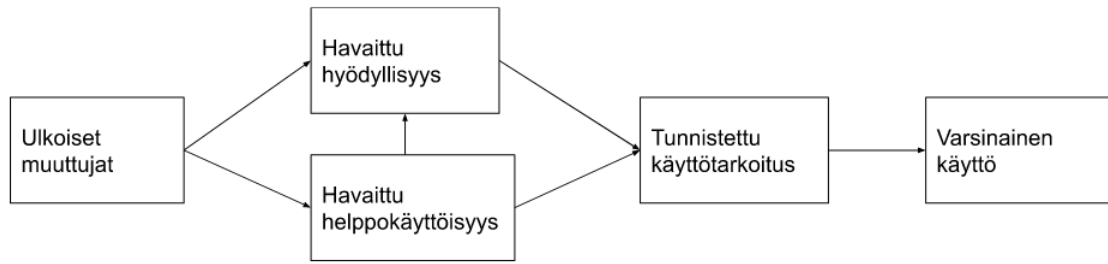 Ulkoiset
muuttujat
Havaittu
hyödyllisyys
Havaittu
helppokäyttöisyys
Tunnistettu
käyttötarkoitus
Varsinainen
käyttö